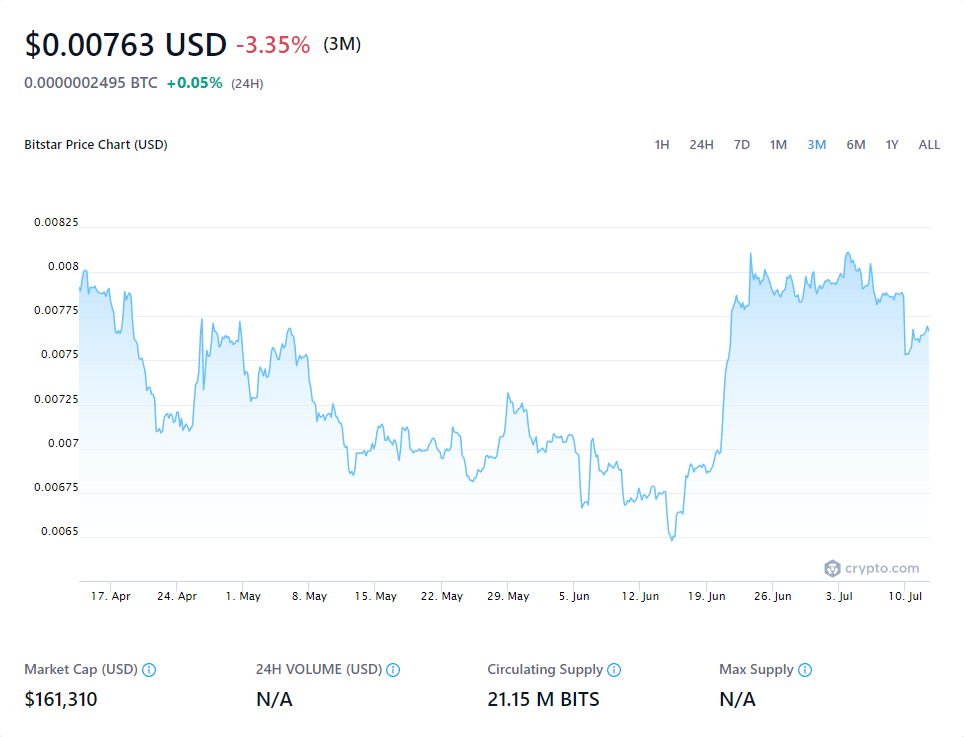 $0.00763 USD -3.35% (3M)
0.0000002495 BTC +0.05% (24H)
Bitstar Price Chart (USD) 1H 24H 7D 1M 3M 6M 1Y ALL
0.00825
0.008
0.00775
0.0075
0.00725
0.007
0.00675
0.0065
crypto.com
17. Apr 24. Apr 1. May 8. May 15. May 22. May 29. May 5. Jun 12. Jun 19. Jun 26. Jun 3. Jul 10. Jul
Market Cap (USD) 24H VOLUME (USD) Circulating Supply Max Supply
$161,310 N/A 21.15 M BITS N/A